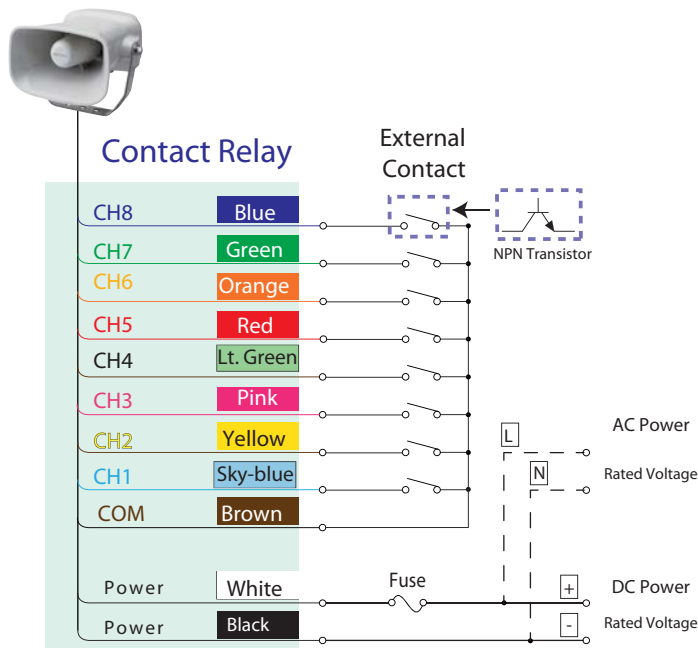 Contact Relay
External
Contact
CH8 Blue
NPN Transistor
CH7 Green
CH6 Orange
CH5 Red
CH4 Lt. Green
CH3 Pink
CH2 Yellow
L AC Power
CH1 Sky-blue
N Rated Voltage
COM Brown
Power White Fuse + DC Power
Power Black - Rated Voltage